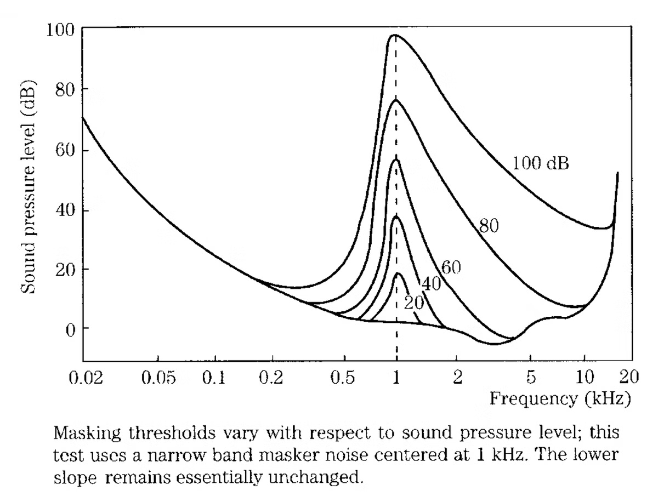 100
80
60
40
20
0
Sound pressure level (dB)
100 dB
80
60
40
20
0.02 0.05 0.1 0.2 0.5 1 2 5 10 20
Frequency (kHz)
Masking thresholds vary with respect to sound pressure level; this
test uses a narrow band masker noise centered at 1 kHz. The lower
slope remains essentially unchanged.